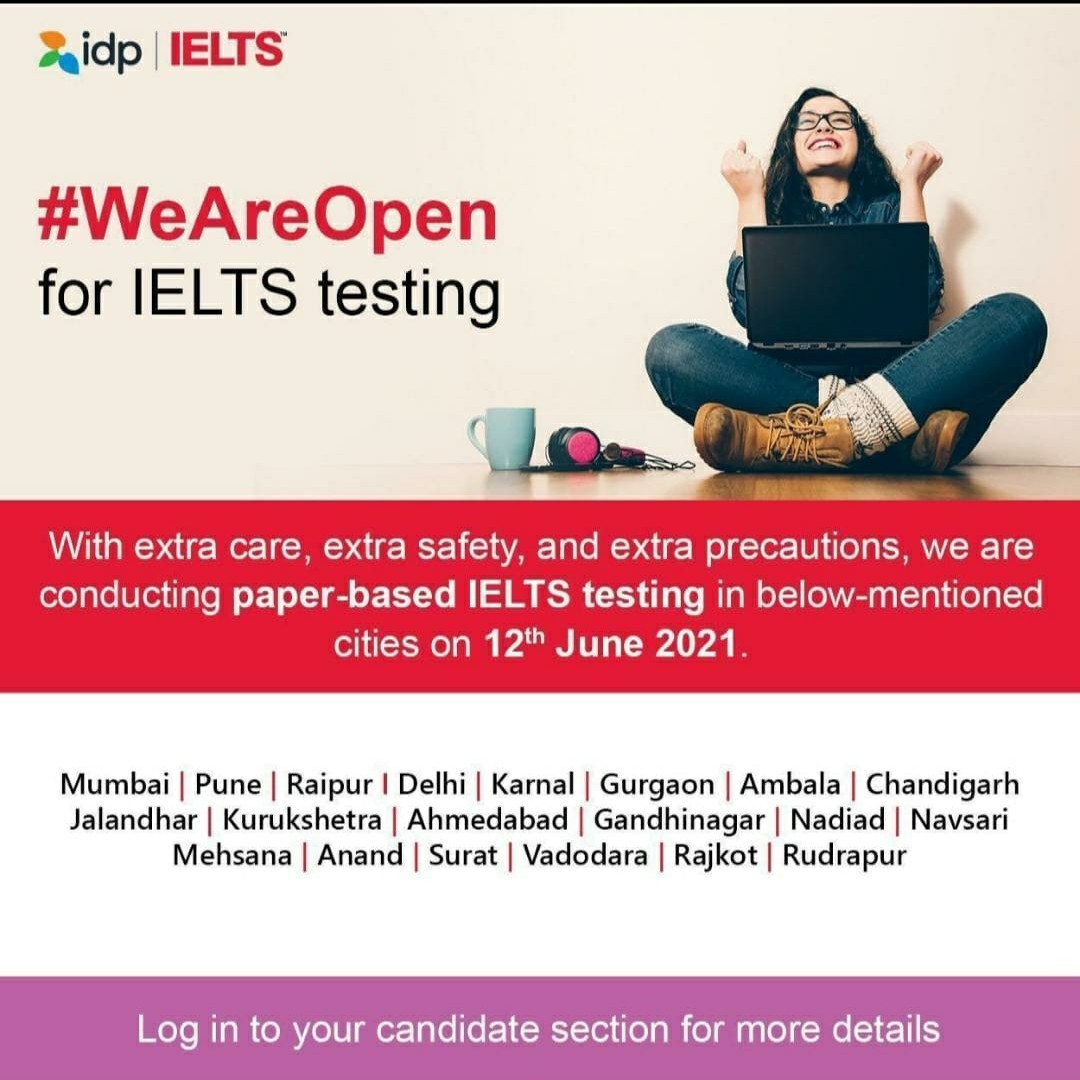 idp | IELTS™
#WeAreOpen
for IELTS testing
With extra care, extra safety, and extra precautions, we are
conducting paper-based IELTS testing in below-mentioned
cities on 12th June 2021.
Mumbai | Pune | Raipur I Delhi | Karnal | Gurgaon | Ambala | Chandigarh
Jalandhar | Kurukshetra | Ahmedabad | Gandhinagar | Nadiad | Navsari
Mehsana | Anand | Surat | Vadodara | Rajkot | Rudrapur
Log in to your candidate section for more details